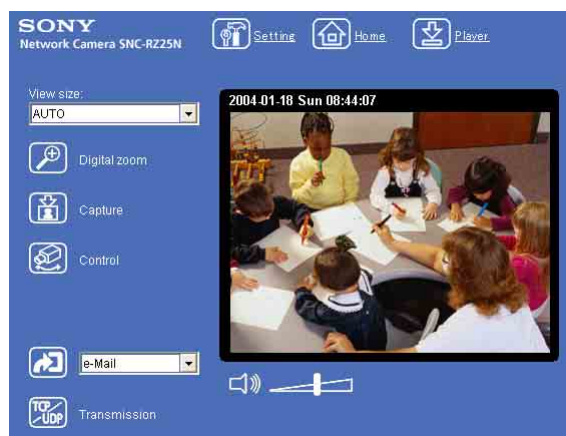 SONY
Network Camera SNC-RZ25N
Setting
Home
Player
View size:
AUTO
2004-01-18 Sun 08:44:07
Digital zoom
Capture
Control
e-Mail
TCP/UDP
Transmission